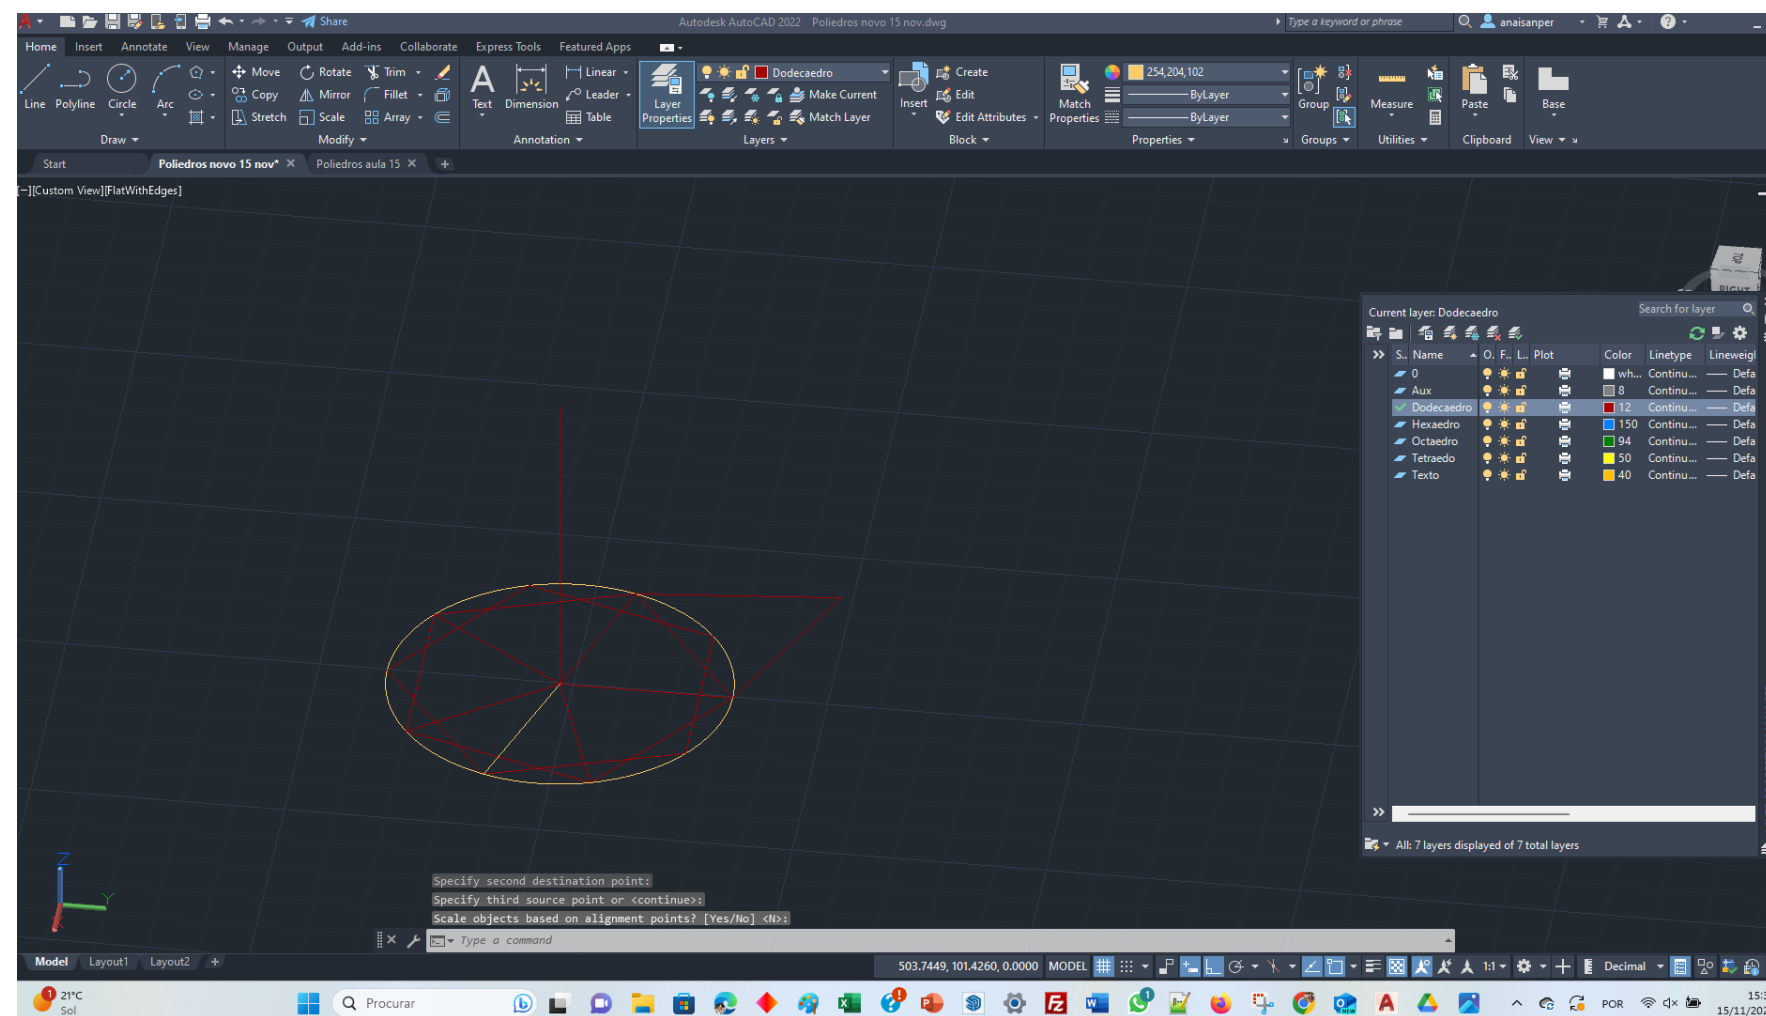 Share
Autodesk AutoCAD 2022 Poliedros novo 15 nov.dwg
Type a keyword or phrase
anaisanper
Home Insert Annotate View Manage Output Add-ins Collaborate Express Tools Featured Apps
Move Rotate Trim Linear Dodecaedro Create 254,204,102
Line Polyline Circle Arc Copy Mirror Fillet Text Dimension Leader Layer Properties Make Current Insert Edit Match Properties ByLayer Group Measure Paste Base
Stretch Scale Array Table Match Layer Edit Attributes ByLayer
Draw Modify Annotation Layers Block Properties Groups Utilities Clipboard View
Start Poliedros novo 15 nov* Poliedros aula 15
[−][Custom View][FlatWithEdges]
TOP
RIGHT
Current layer: Dodecaedro
Search for layer
S.. Name O. F.. L.. Plot Color Linetype Lineweigl
0 wh... Continu... Defa
Aux 8 Continu... Defa
Dodecaedro 12 Continu... Defa
Hexaedro 150 Continu... Defa
Octaedro 94 Continu... Defa
Tetraedo 50 Continu... Defa
Texto 40 Continu... Defa
All: 7 layers displayed of 7 total layers
Z
Y
Specify second destination point:
Specify third source point or <continue>:
Scale objects based on alignment points? [Yes/No] <N>:
Type a command
Model Layout1 Layout2
503.7449, 101.4260, 0.0000 MODEL 1:1 Decimal
1
21°C
Sol
Procurar
1
POR
15:3
15/11/202